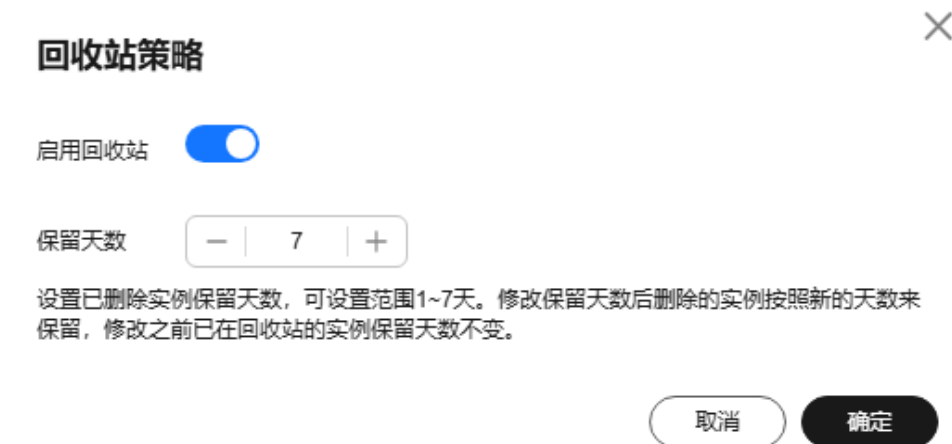 回收站策略
启用回收站
保留天数 7
设置已删除实例保留天数，可设置范围1~7天。修改保留天数后删除的实例按照新的天数来
保留，修改之前已在回收站的实例保留天数不变。
取消 确定